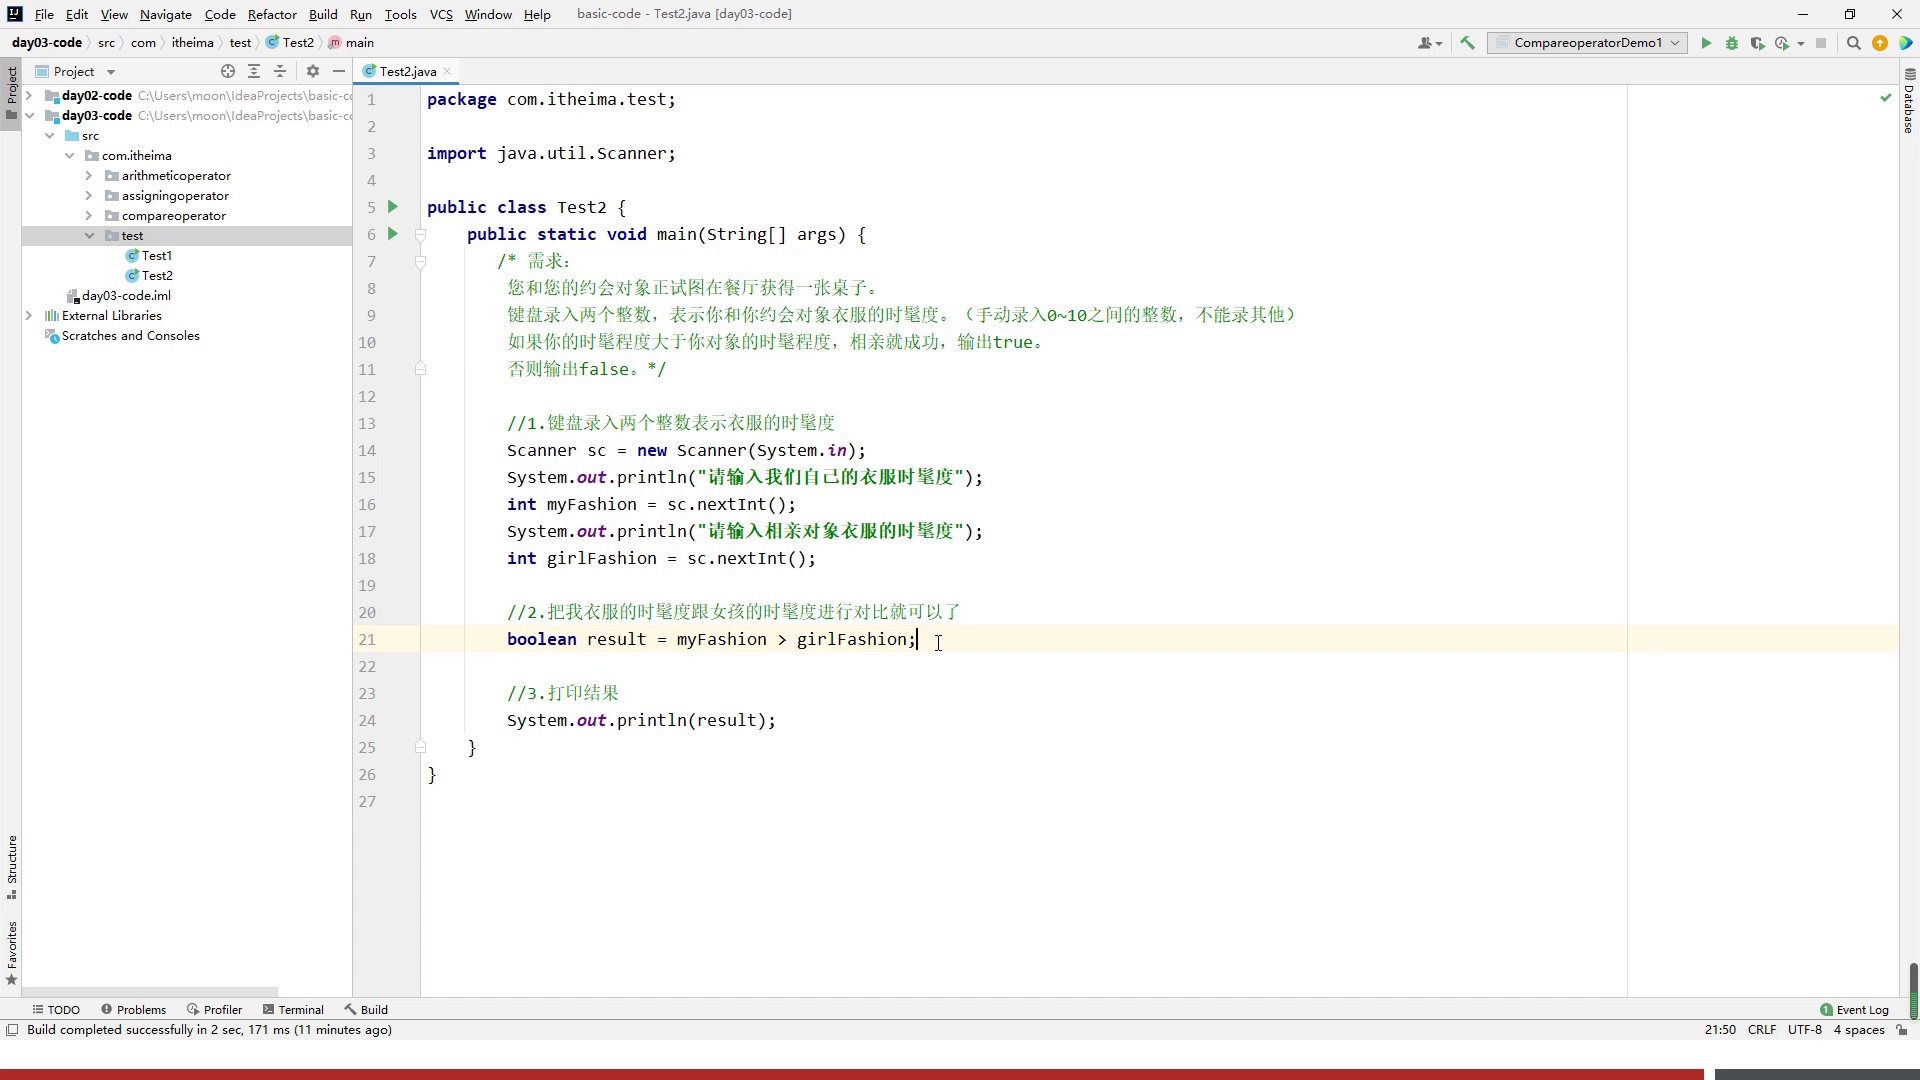 File Edit View Navigate Code Refactor Build Run Tools VCS Window Help basic-code - Test2.java [day03-code]
day03-code src com itheima test Test2 main CompareoperatorDemo1
Project
Test2.java
Project
Database
Structure
Favorites
day02-code C:\Users\moon\IdeaProjects\basic-co
day03-code C:\Users\moon\IdeaProjects\basic-co
src
com.itheima
arithmeticoperator
assigningoperator
compareoperator
test
Test1
Test2
day03-code.iml
External Libraries
Scratches and Consoles
1 package com.itheima.test;
2
3 import java.util.Scanner;
4
5 public class Test2 {
6 public static void main(String[] args) {
7 /* 需求：
8 您和您的约会对象正试图在餐厅获得一张桌子。
9 键盘录入两个整数，表示你和你约会对象衣服的时髦度。（手动录入0~10之间的整数，不能录其他）
10 如果你的时髦程度大于你对象的时髦程度，相亲就成功，输出true。
11 否则输出false。*/
12
13 //1.键盘录入两个整数表示衣服的时髦度
14 Scanner sc = new Scanner(System.in);
15 System.out.println("请输入我们自己的衣服时髦度");
16 int myFashion = sc.nextInt();
17 System.out.println("请输入相亲对象衣服的时髦度");
18 int girlFashion = sc.nextInt();
19
20 //2.把我衣服的时髦度跟女孩的时髦度进行对比就可以了
21 boolean result = myFashion > girlFashion;
22
23 //3.打印结果
24 System.out.println(result);
25 }
26 }
27
TODO Problems Profiler Terminal Build 1 Event Log
Build completed successfully in 2 sec, 171 ms (11 minutes ago) 21:50 CRLF UTF-8 4 spaces